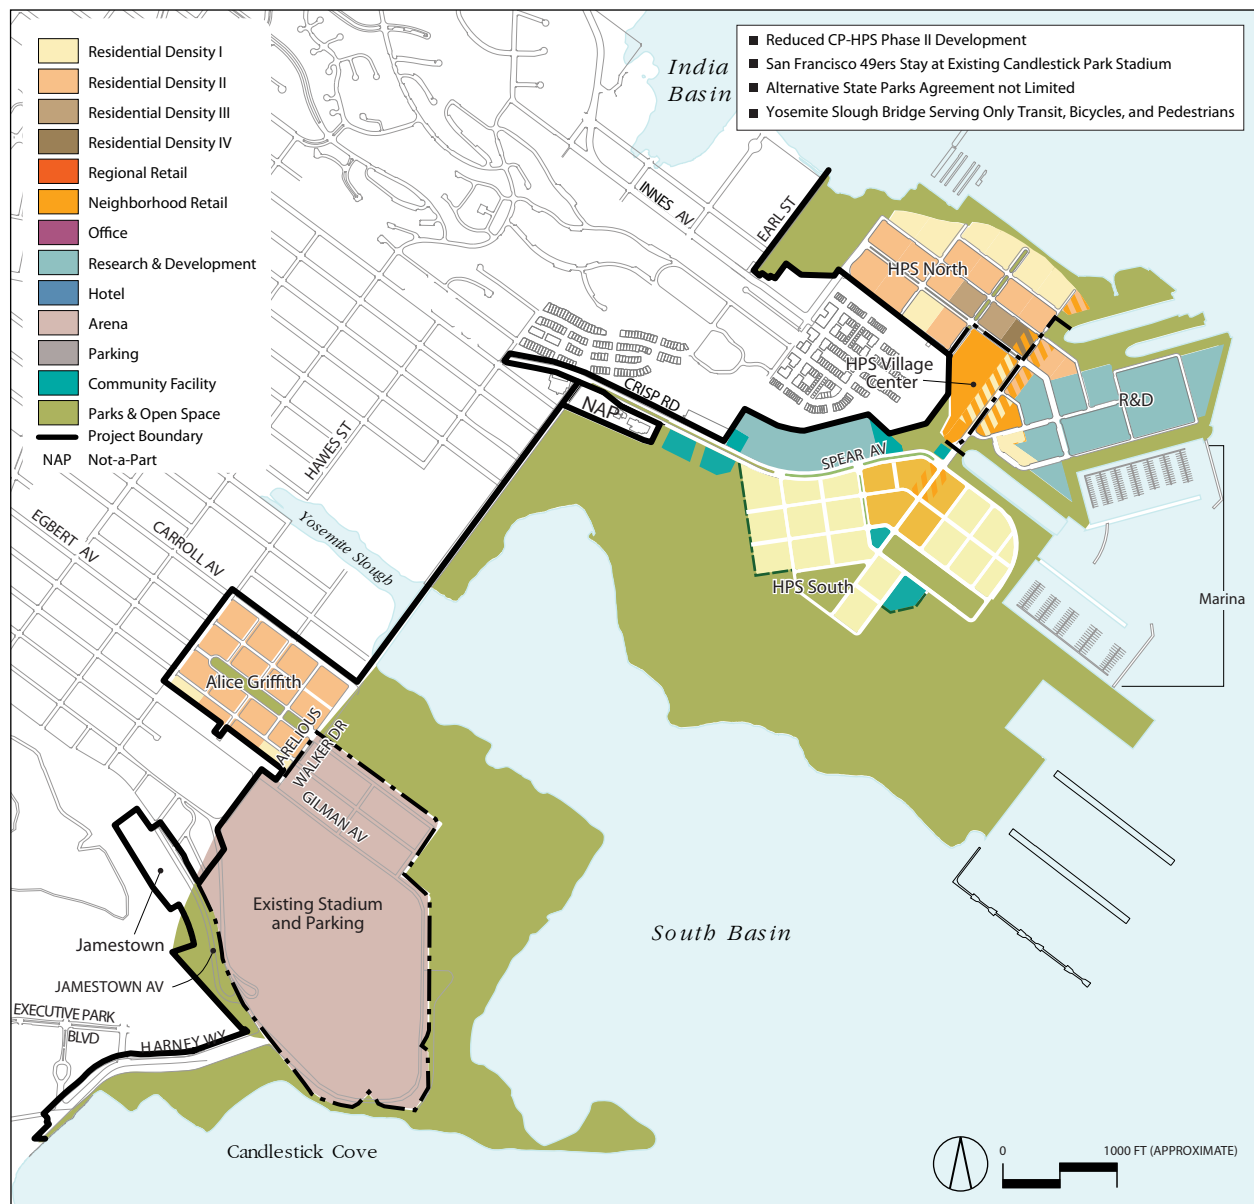 Residential Density I
Residential Density II
Residential Density III
Residential Density IV
Regional Retail
Neighborhood Retail
Office
Research & Development
Hotel
Arena
Parking
Community Facility
Parks & Open Space
Project Boundary
NAP Not-a-Part
■ Reduced CP-HPS Phase II Development
■ San Francisco 49ers Stay at Existing Candlestick Park Stadium
■ Alternative State Parks Agreement not Limited
■ Yosemite Slough Bridge Serving Only Transit, Bicycles, and Pedestrians
India
Basin
INNES AV
EARL ST
HPS North
HPS Village
Center
R&D
CRISP RD
NAP
SPEAR AV
HAWES ST
Yosemite Slough
EGBERT AV
CARROLL AV
HPS South
Marina
Alice Griffith
ARELIOUS
WALKER DR
GILMAN AV
Existing Stadium
and Parking
Jamestown
JAMESTOWN AV
South Basin
EXECUTIVE PARK
BLVD
HARNEY WY
Candlestick Cove
0 1000 FT (APPROXIMATE)